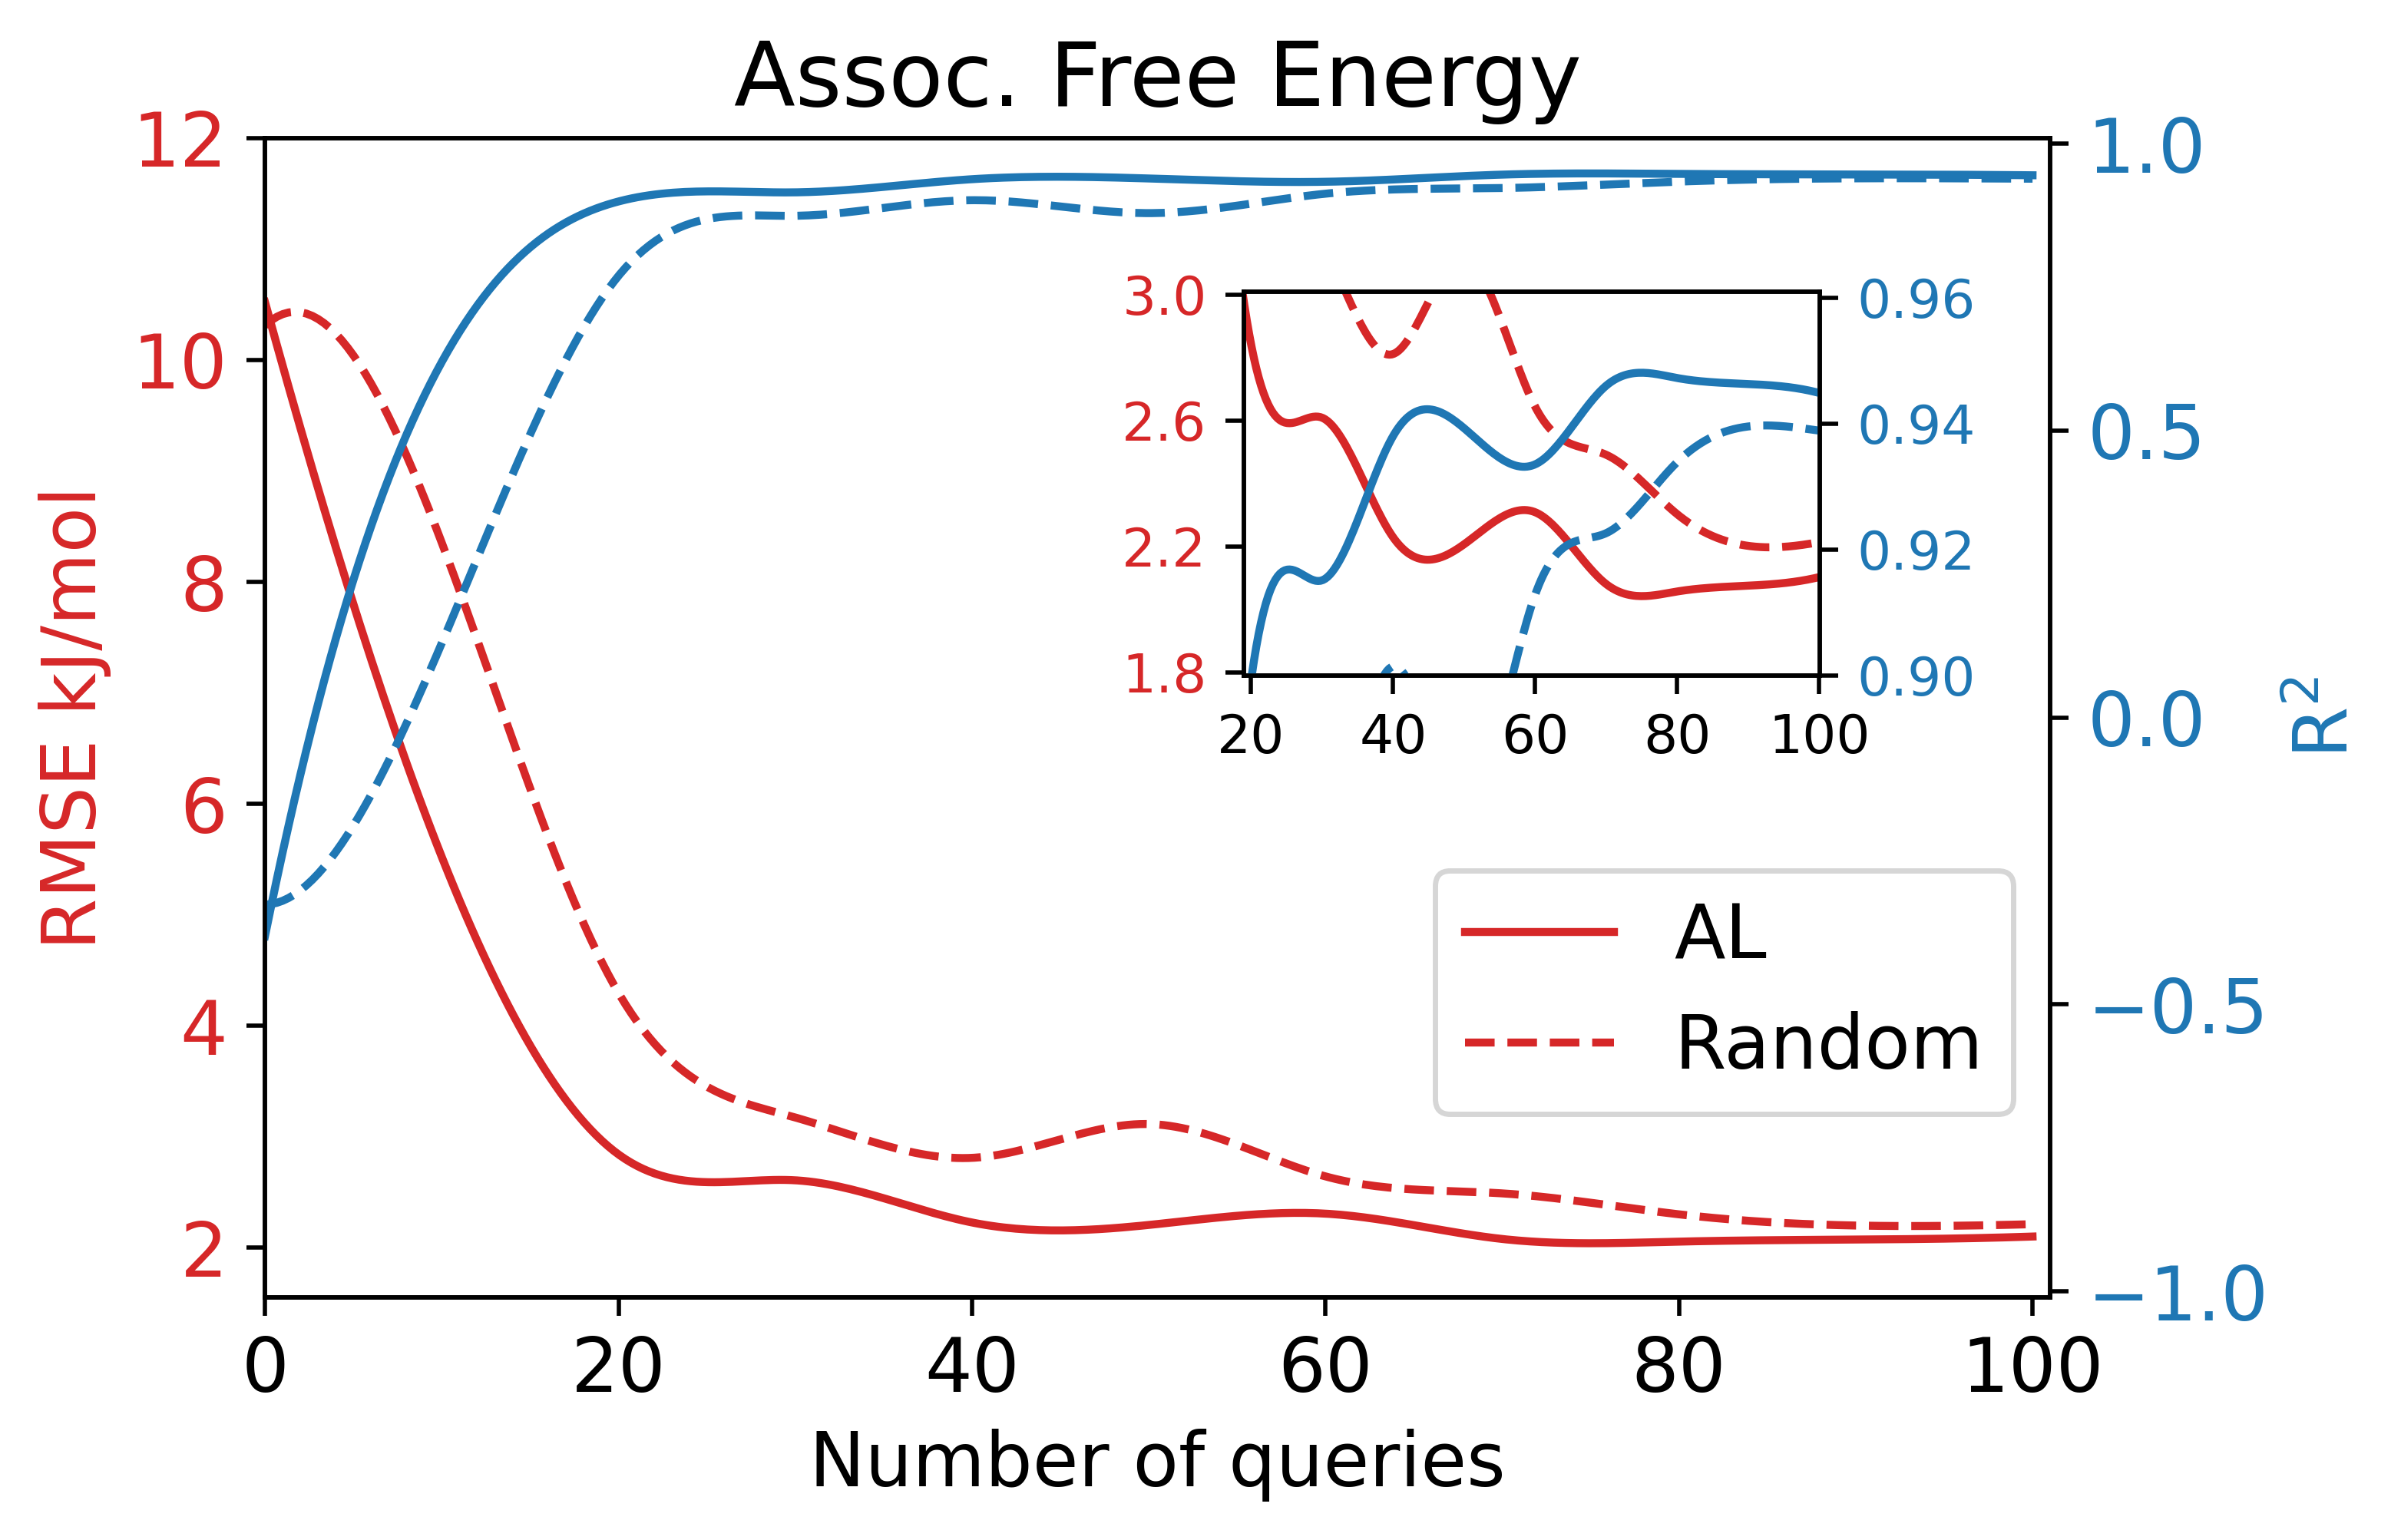 Assoc. Free Energy
12
10
8
6
4
2
RMSE kJ/mol
1.0
0.5
0.0
−0.5
−1.0
R²
3.0
2.6
2.2
1.8
0.96
0.94
0.92
0.90
20 40 60 80 100
AL
Random
0 20 40 60 80 100
Number of queries